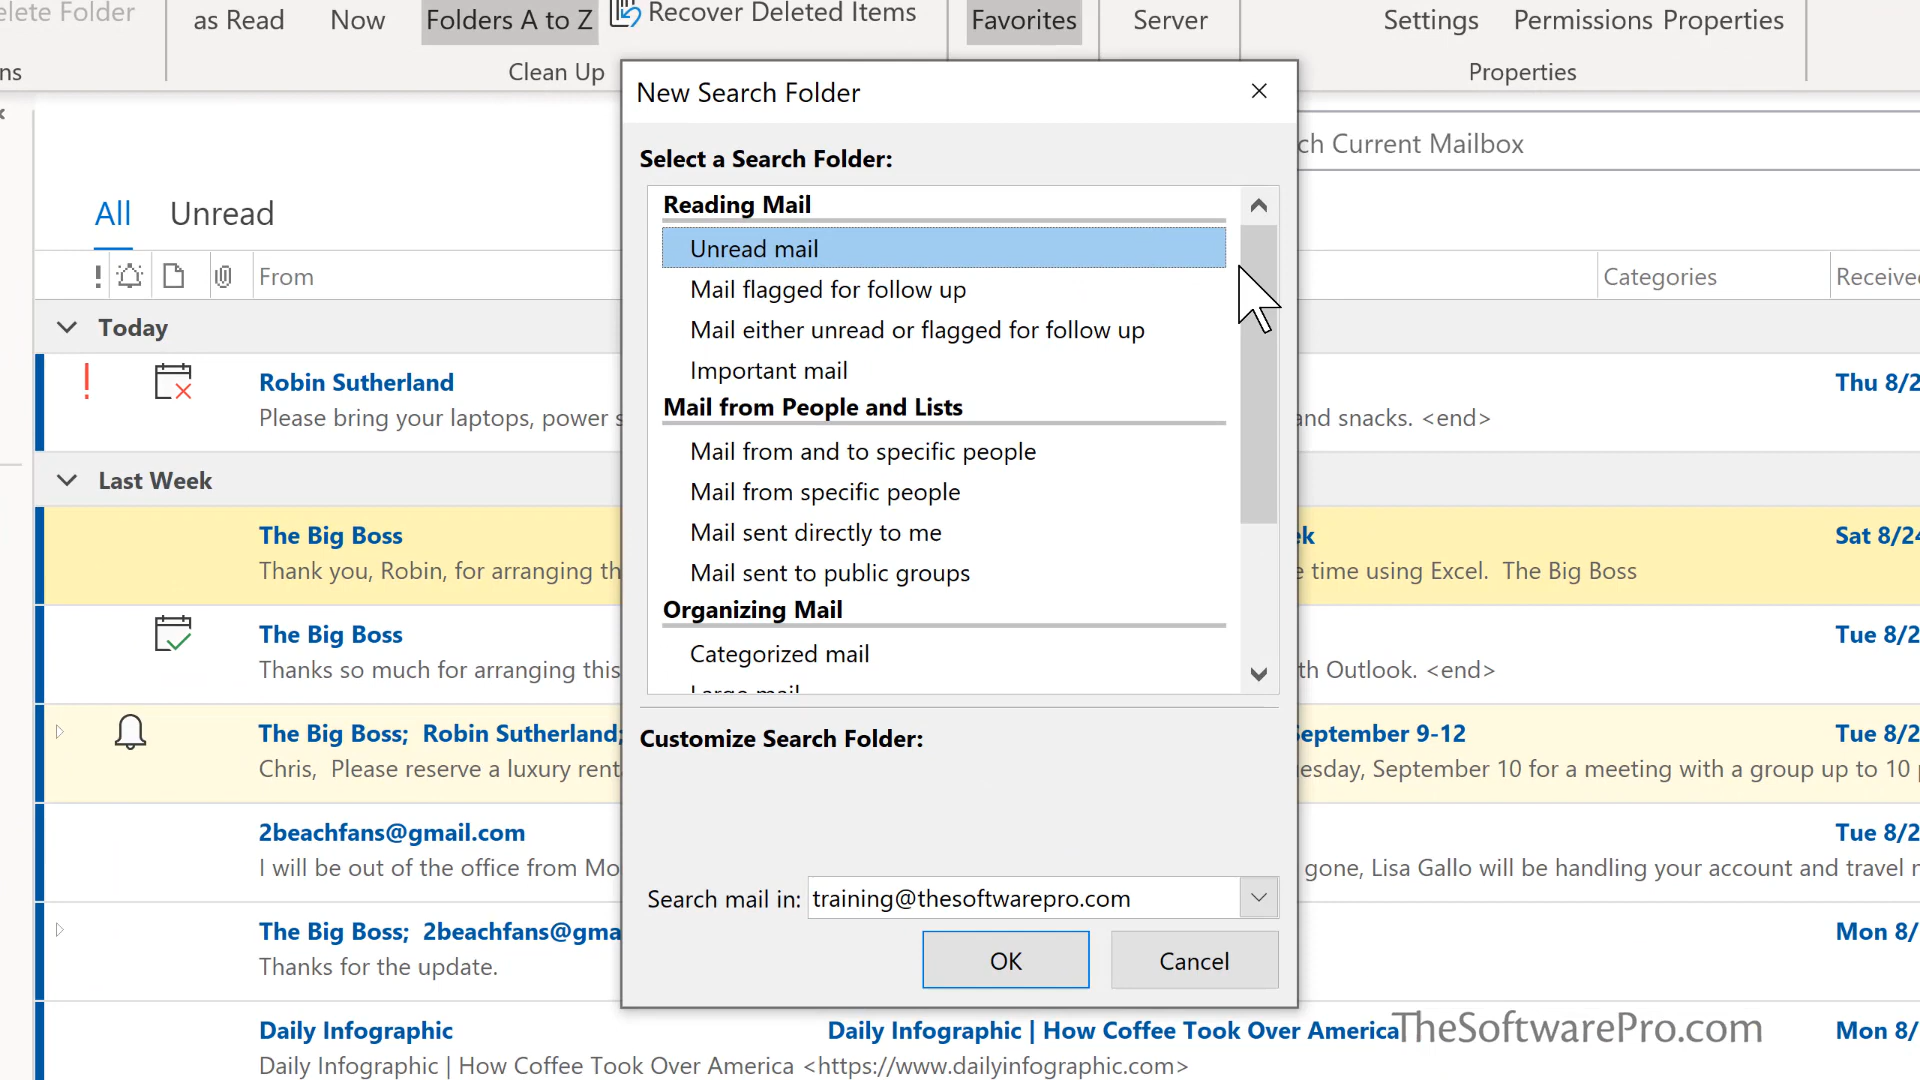 elete Folder
as Read
Now
Folders A to Z
Recover Deleted Items
Favorites
Server
Settings
Permissions
Properties
ns
Clean Up
Properties
New Search Folder
ch Current Mailbox
Select a Search Folder:
All
Unread
Reading Mail
Unread mail
Mail flagged for follow up
Mail either unread or flagged for follow up
Important mail
Mail from People and Lists
Mail from and to specific people
Mail from specific people
Mail sent directly to me
Mail sent to public groups
Organizing Mail
Categorized mail
Large mail
Customize Search Folder:
Search mail in: training@thesoftwarepro.com
OK
Cancel
From
Categories
Receive
Today
Robin Sutherland
Thu 8/2
Please bring your laptops, power s
and snacks. <end>
Last Week
The Big Boss
ek
Sat 8/24
Thank you, Robin, for arranging th
e time using Excel. The Big Boss
The Big Boss
Tue 8/2
Thanks so much for arranging this
th Outlook. <end>
The Big Boss; Robin Sutherland;
September 9-12
Tue 8/2
Chris, Please reserve a luxury rent
esday, September 10 for a meeting with a group up to 10 p
2beachfans@gmail.com
Tue 8/2
I will be out of the office from Mo
gone, Lisa Gallo will be handling your account and travel n
The Big Boss; 2beachfans@gma
Mon 8/
Thanks for the update.
Daily Infographic
Daily Infographic | How Coffee Took Over America
TheSoftwarePro.com
Mon 8/
Daily Infographic | How Coffee Took Over America <https://www.dailyinfographic.com>